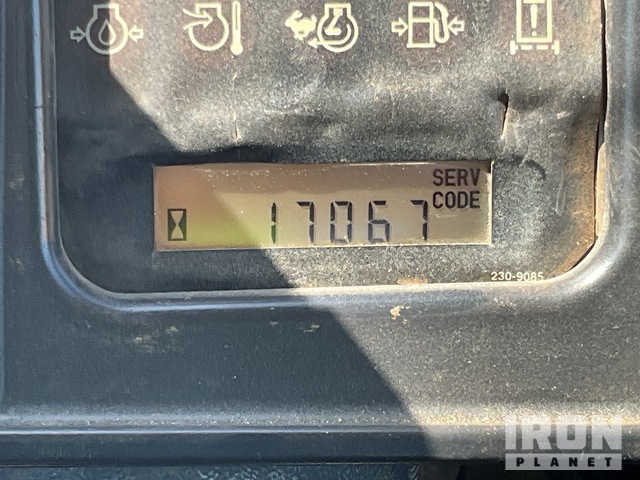 SERV
CODE
17067
230-9085
IRON
PLANET